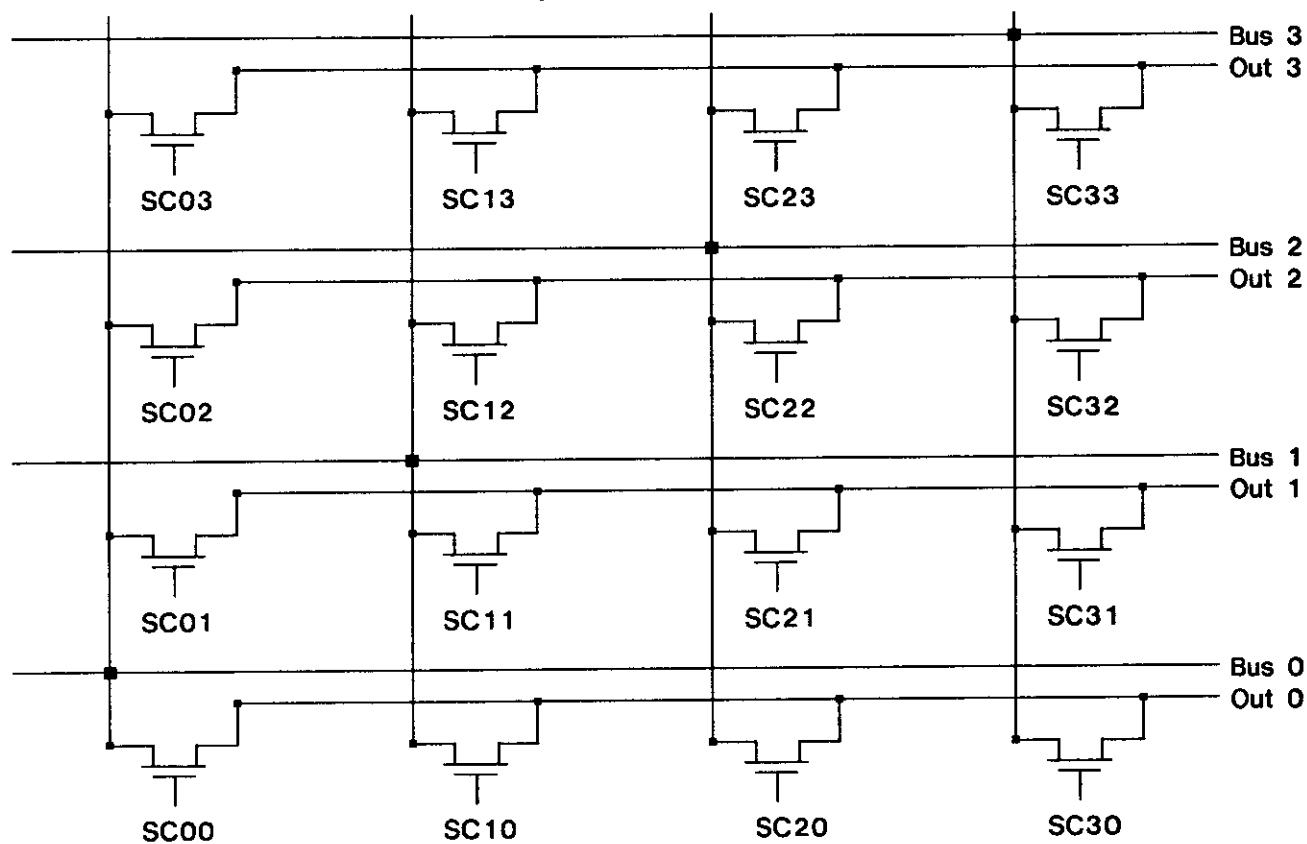 Bus 3
Out 3
SC03 SC13 SC23 SC33
Bus 2
Out 2
SC02 SC12 SC22 SC32
Bus 1
Out 1
SC01 SC11 SC21 SC31
Bus 0
Out 0
SC00 SC10 SC20 SC30